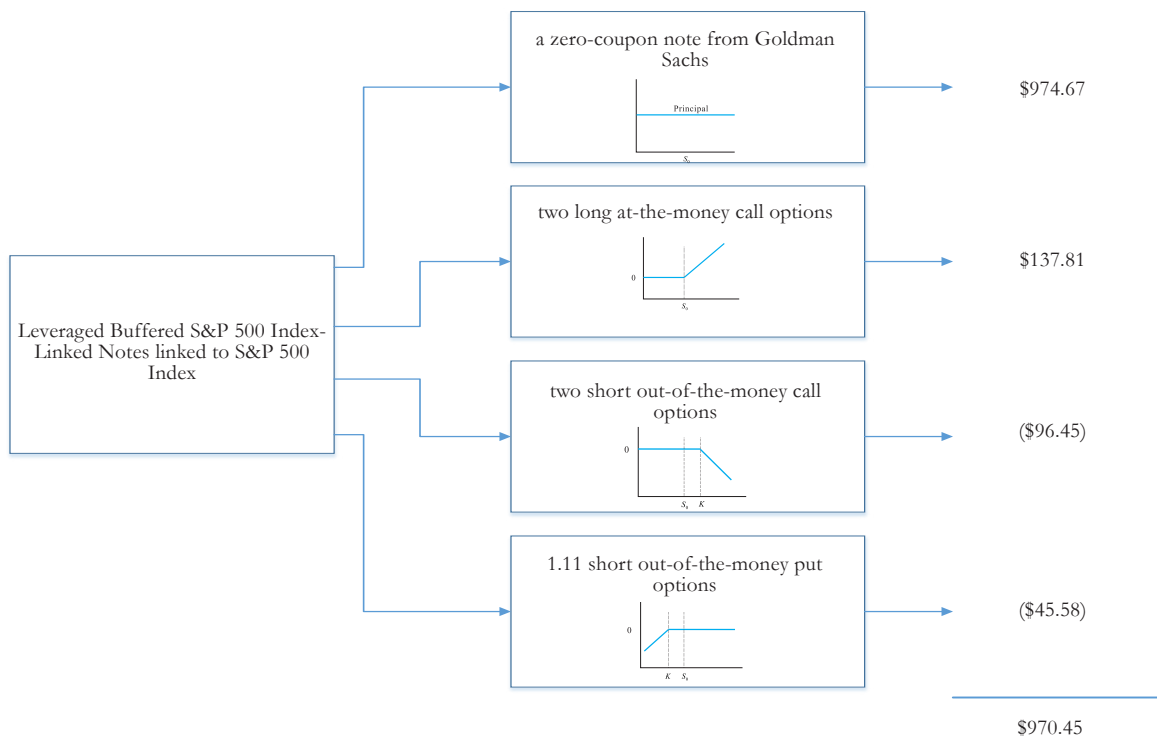 a zero-coupon note from Goldman
Sachs
Principal
S₀
$974.67
two long at-the-money call options
0
S₀
$137.81
Leveraged Buffered S&P 500 Index-
Linked Notes linked to S&P 500
Index
two short out-of-the-money call
options
0
S₀ K
($96.45)
1.11 short out-of-the-money put
options
0
K S₀
($45.58)
$970.45